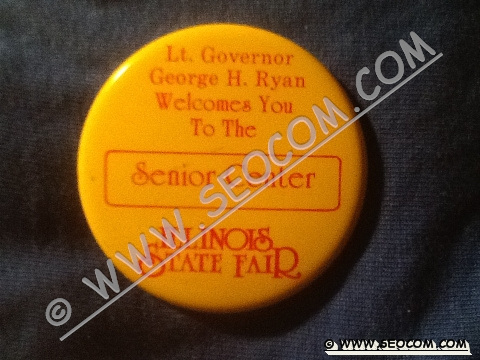 Lt. Governor
George H. Ryan
Welcomes You
To The
Senior Center
ILLINOIS
STATE FAIR
© WWW.SEOCOM.COM
© WWW.SEOCOM.COM